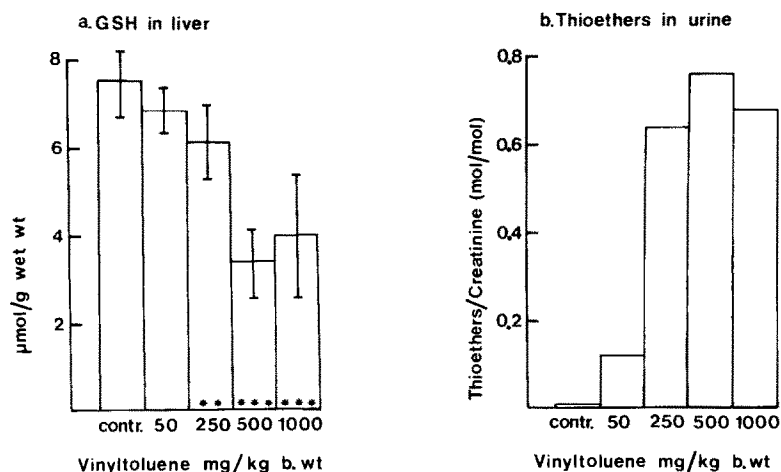 a. GSH in liver
8
6
4
2
µmol/g wet wt
** *** ***
contr. 50 250 500 1000
Vinyltoluene mg/kg b. wt
b. Thioethers in urine
0.8
0.6
0.4
0.2
Thioethers/Creatinine (mol/mol)
contr. 50 250 500 1000
Vinyltoluene mg/kg b. wt